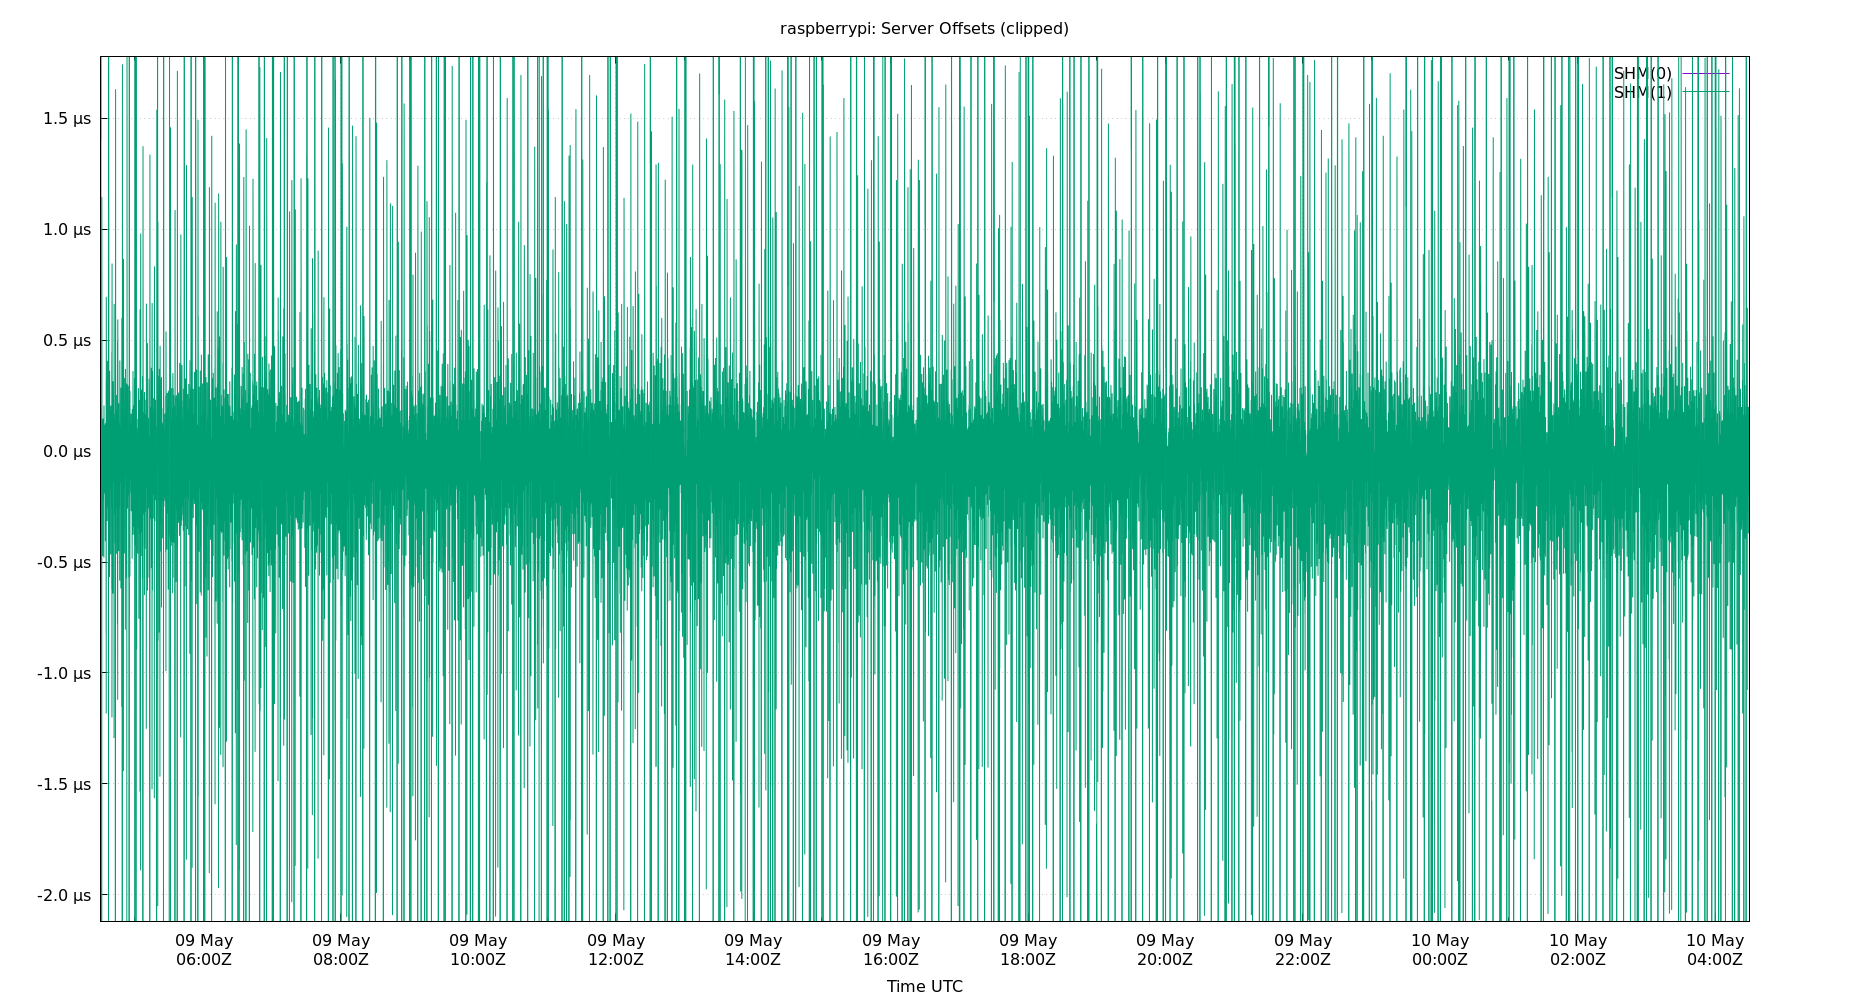 raspberrypi: Server Offsets (clipped)
SHM(0)
SHM(1)
1.5 µs
1.0 µs
0.5 µs
0.0 µs
-0.5 µs
-1.0 µs
-1.5 µs
-2.0 µs
09 May 09 May 09 May 09 May 09 May 09 May 09 May 09 May 09 May 10 May 10 May 10 May
06:00Z 08:00Z 10:00Z 12:00Z 14:00Z 16:00Z 18:00Z 20:00Z 22:00Z 00:00Z 02:00Z 04:00Z
Time UTC